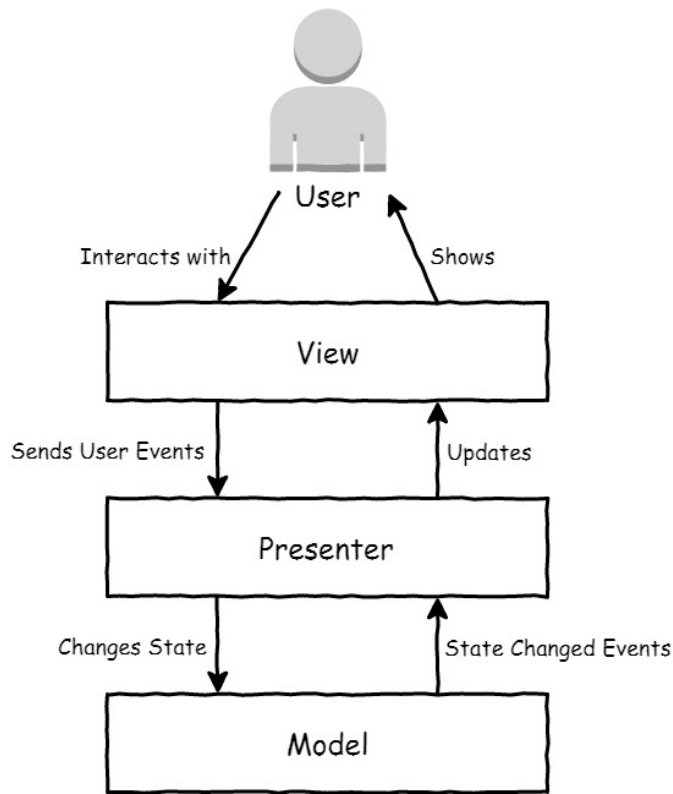 User
Interacts with
Shows
View
Sends User Events
Updates
Presenter
Changes State
State Changed Events
Model